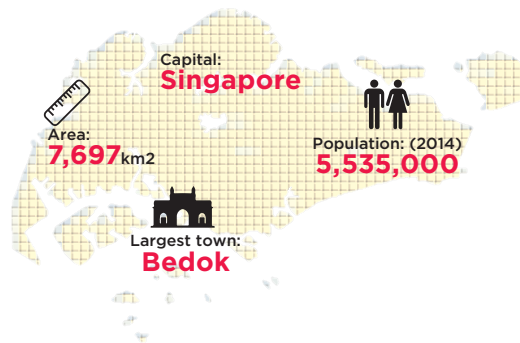 Capital:
Singapore
Area:
7,697km2
Population: (2014)
5,535,000
Largest town:
Bedok